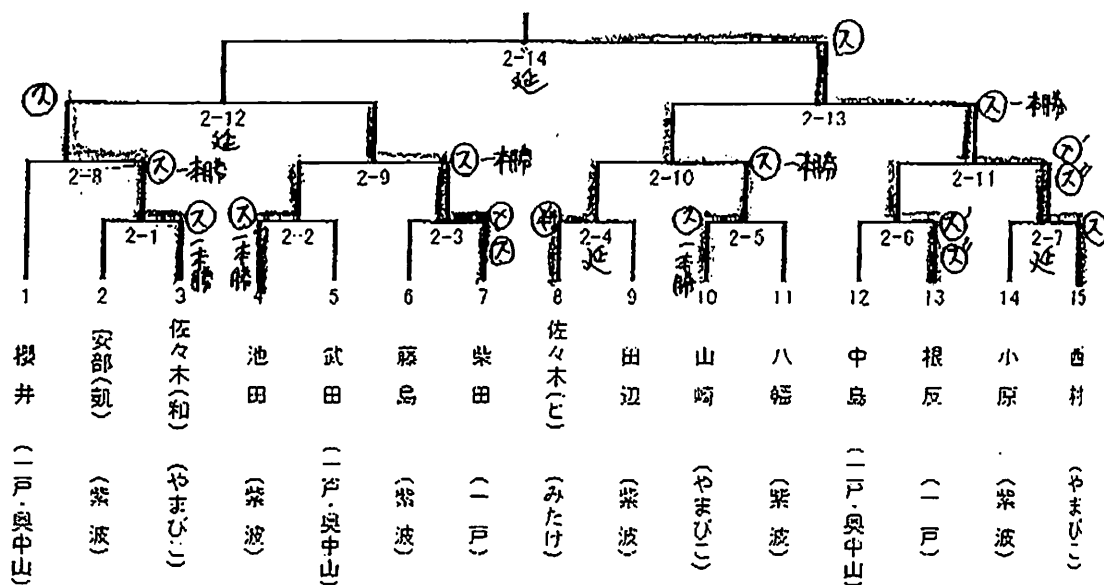 2-14
延
ス
2-12
延
ス
2-13
ス 一本勝
2-8
ス 一本勝
2-9
ス 一本勝
2-10
ス 一本勝
2-11
2-1
ス 一本勝
2-2
ス 一本勝
2-3
ス
2-4
延
2-5
一本勝
2-6
2-7
延
ス
1 2 3 4 5 6 7 8 9 10 11 12 13 14 15
櫻井 (一戸・奥中山)
安部(凱) (紫波)
佐々木(和) (やまびこ)
池田 (紫波)
武田 (一戸・奥中山)
藤島 (紫波)
柴田 (一戸)
佐々木(ヒ) (みたけ)
田辺 (紫波)
山崎 (やまびこ)
八幡 (紫波)
中島 (一戸・奥中山)
根反 (一戸)
小原 (紫波)
西村 (やまびこ)